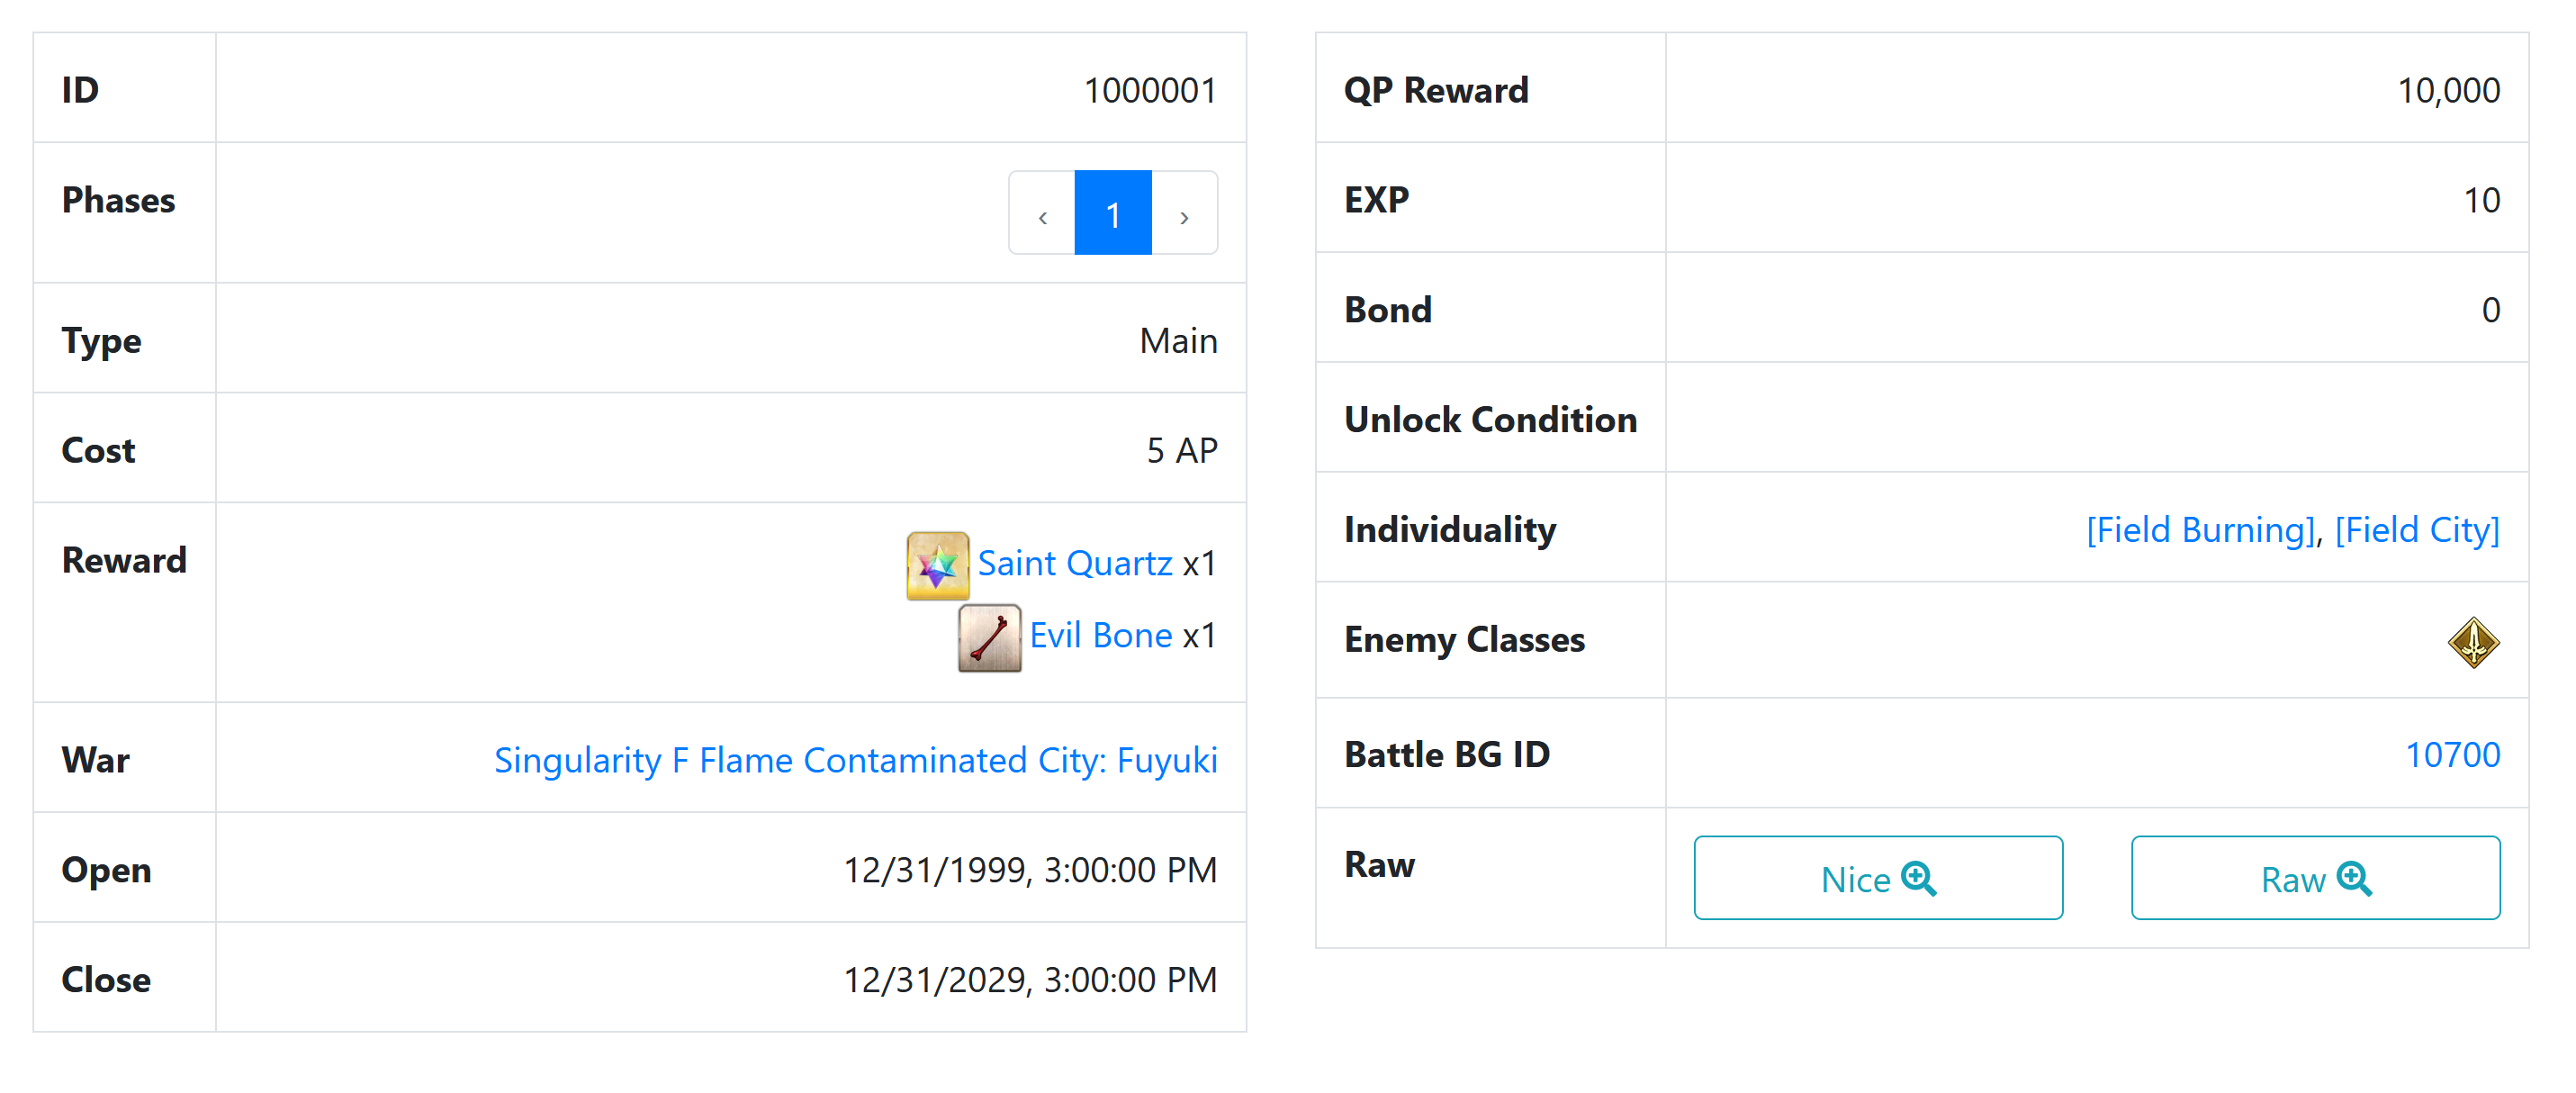 ID 1000001
Phases ‹ 1 ›
Type Main
Cost 5 AP
Reward Saint Quartz x1
Evil Bone x1
War Singularity F Flame Contaminated City: Fuyuki
Open 12/31/1999, 3:00:00 PM
Close 12/31/2029, 3:00:00 PM
QP Reward 10,000
EXP 10
Bond 0
Unlock Condition
Individuality [Field Burning], [Field City]
Enemy Classes
Battle BG ID 10700
Raw Nice Raw